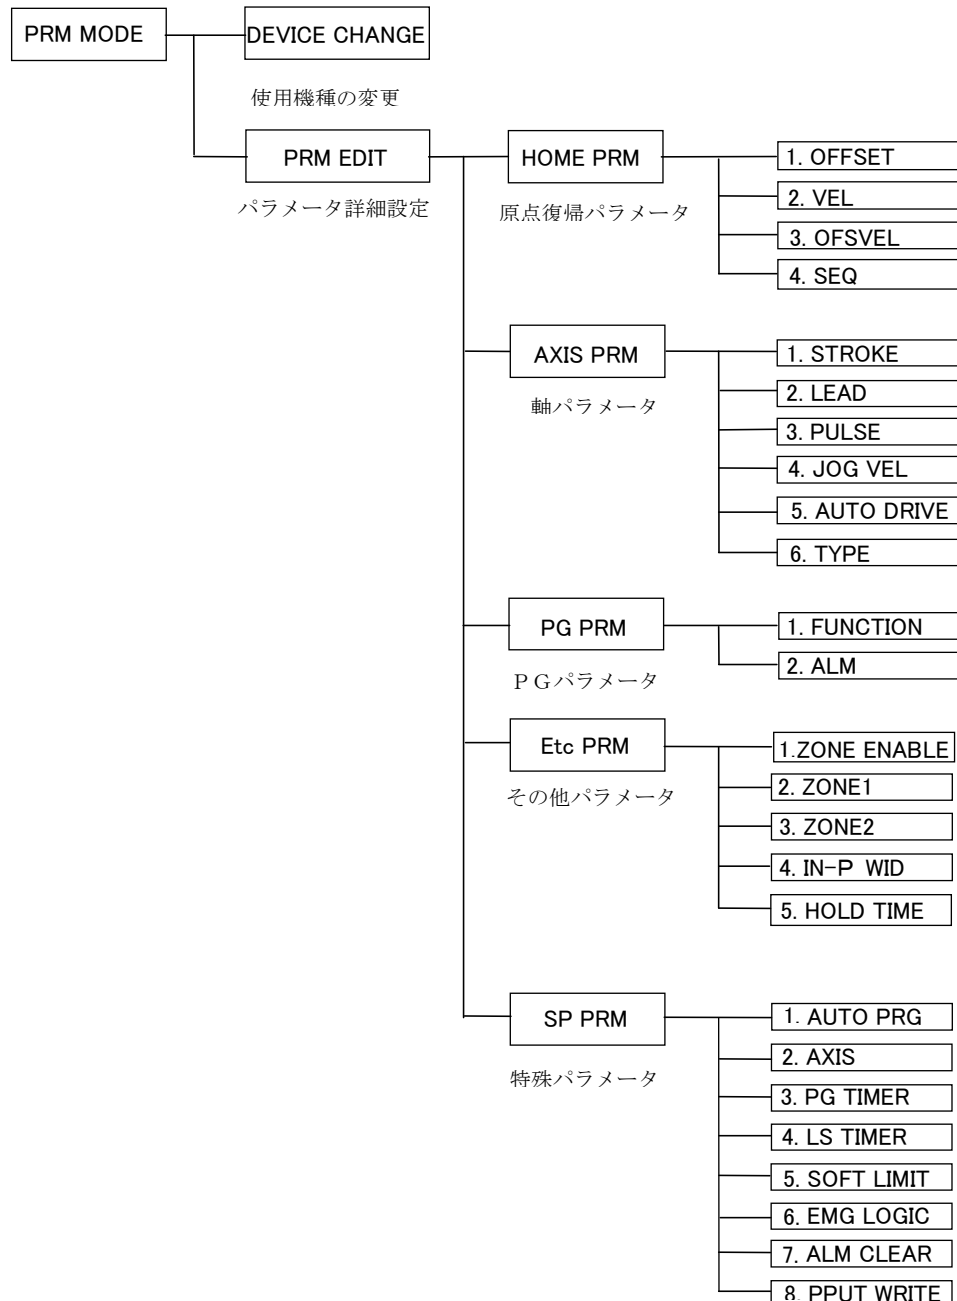 PRM MODE
DEVICE CHANGE
使用機種の変更
PRM EDIT
パラメータ詳細設定
HOME PRM
原点復帰パラメータ
1. OFFSET
2. VEL
3. OFSVEL
4. SEQ
AXIS PRM
軸パラメータ
1. STROKE
2. LEAD
3. PULSE
4. JOG VEL
5. AUTO DRIVE
6. TYPE
PG PRM
ＰＧパラメータ
1. FUNCTION
2. ALM
Etc PRM
その他パラメータ
1.ZONE ENABLE
2. ZONE1
3. ZONE2
4. IN-P WID
5. HOLD TIME
SP PRM
特殊パラメータ
1. AUTO PRG
2. AXIS
3. PG TIMER
4. LS TIMER
5. SOFT LIMIT
6. EMG LOGIC
7. ALM CLEAR
8. PPUT WRITE